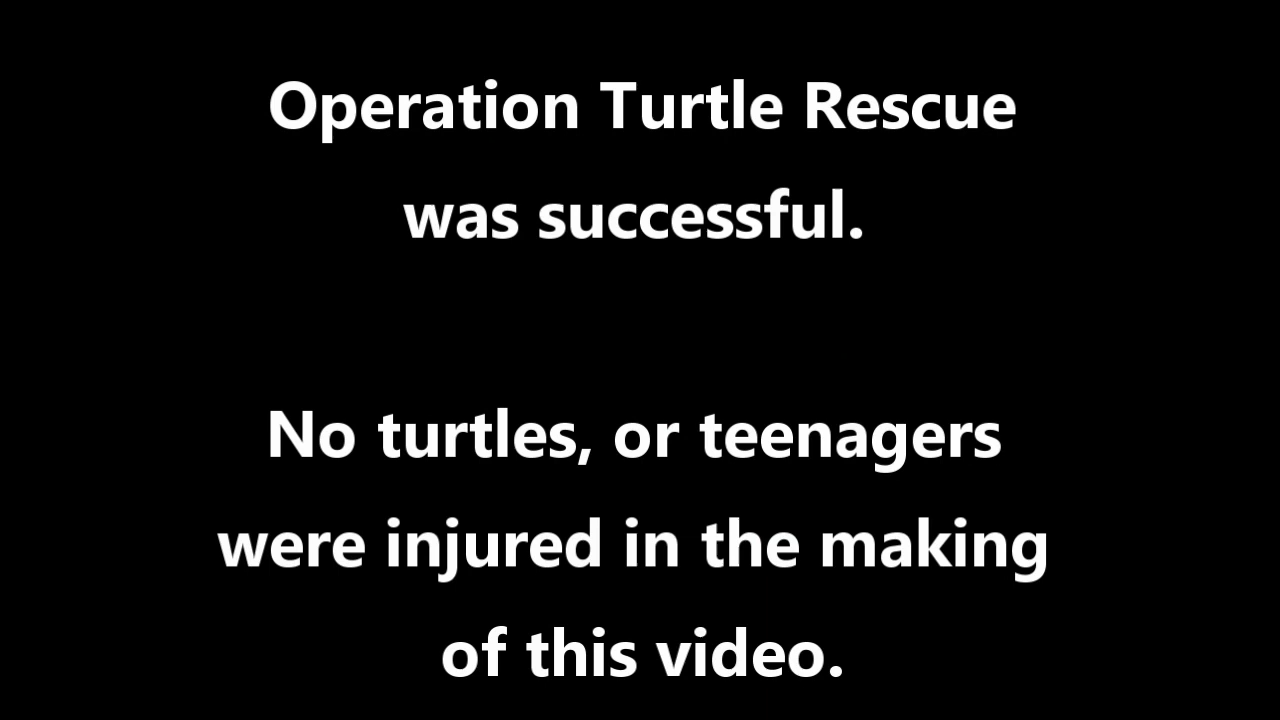 Operation Turtle Rescue
was successful.
No turtles, or teenagers
were injured in the making
of this video.